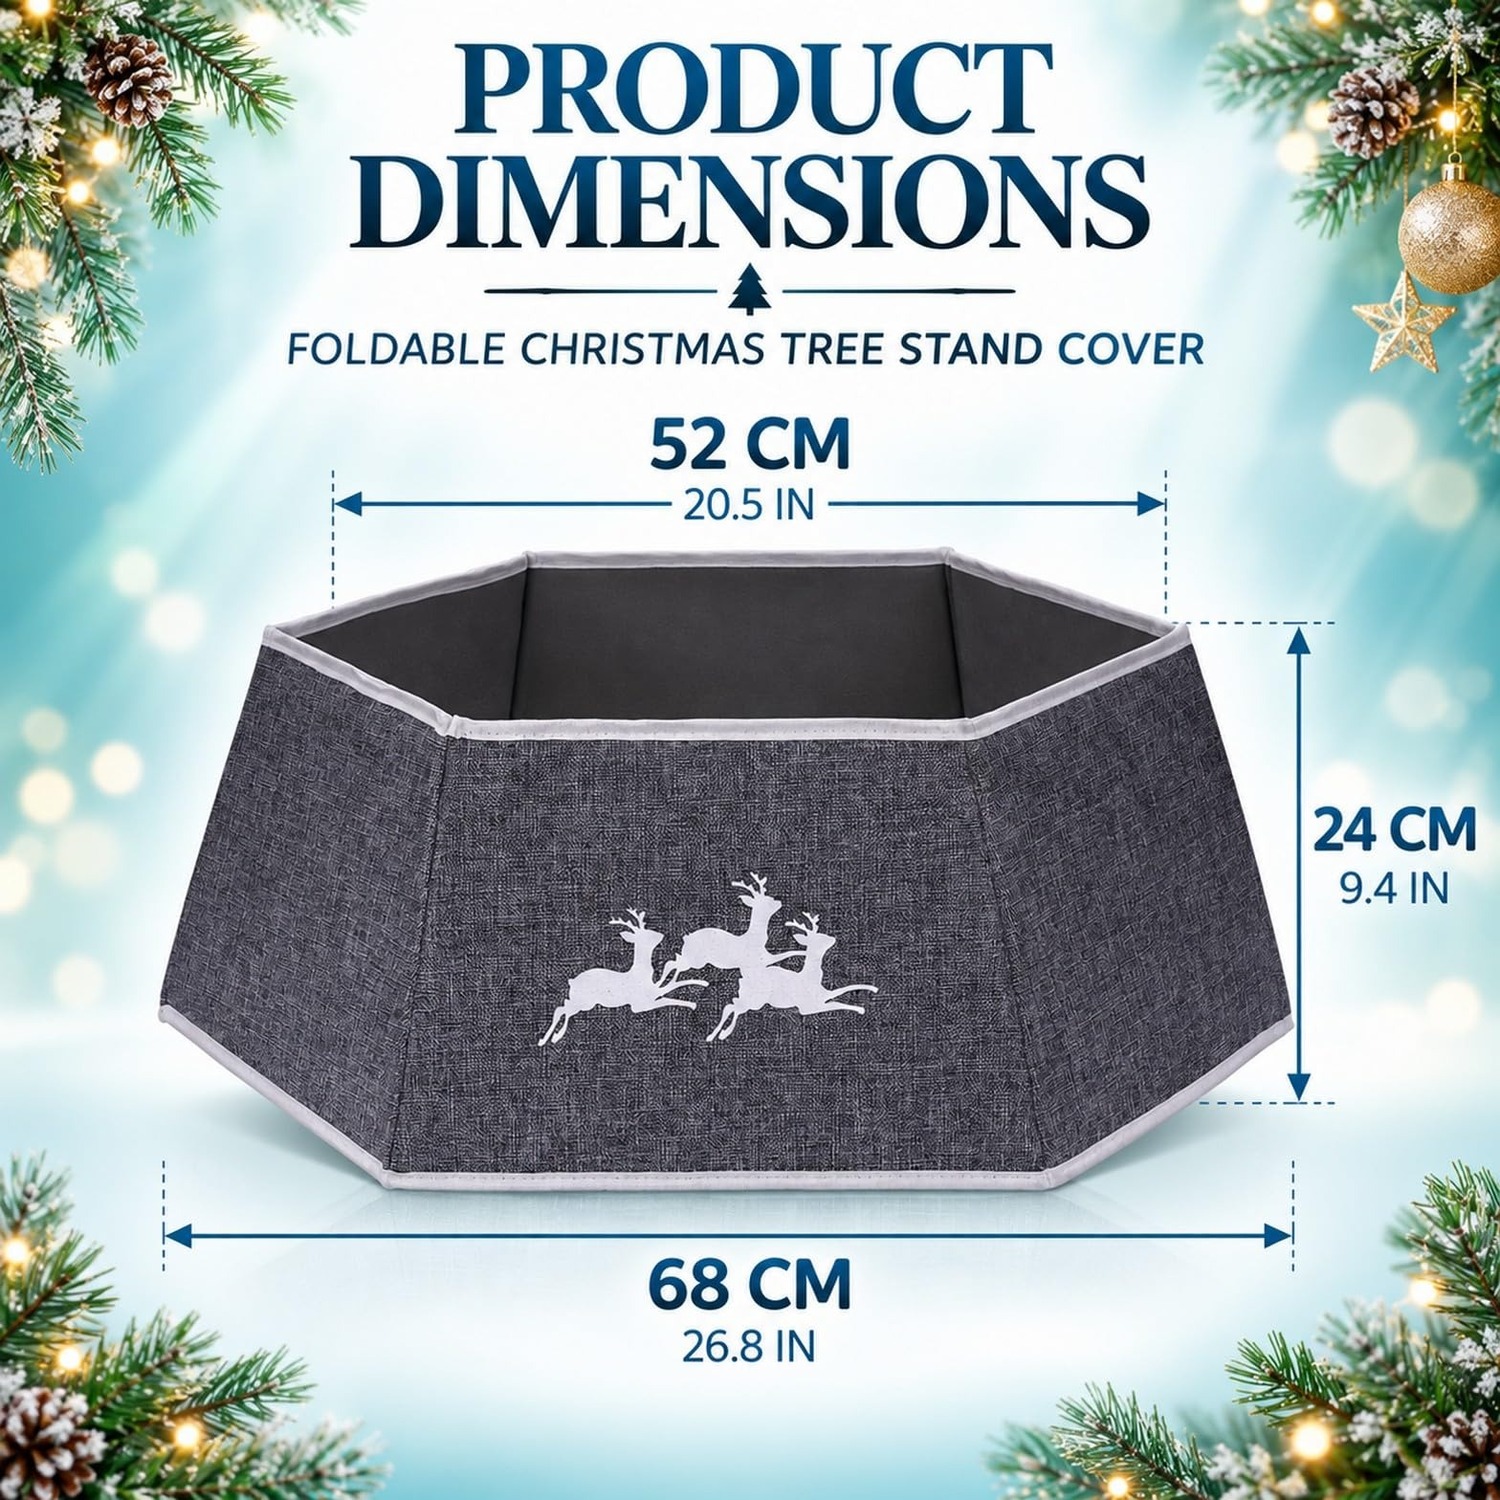 PRODUCT
DIMENSIONS
FOLDABLE CHRISTMAS TREE STAND COVER
52 CM
20.5 IN
24 CM
9.4 IN
68 CM
26.8 IN